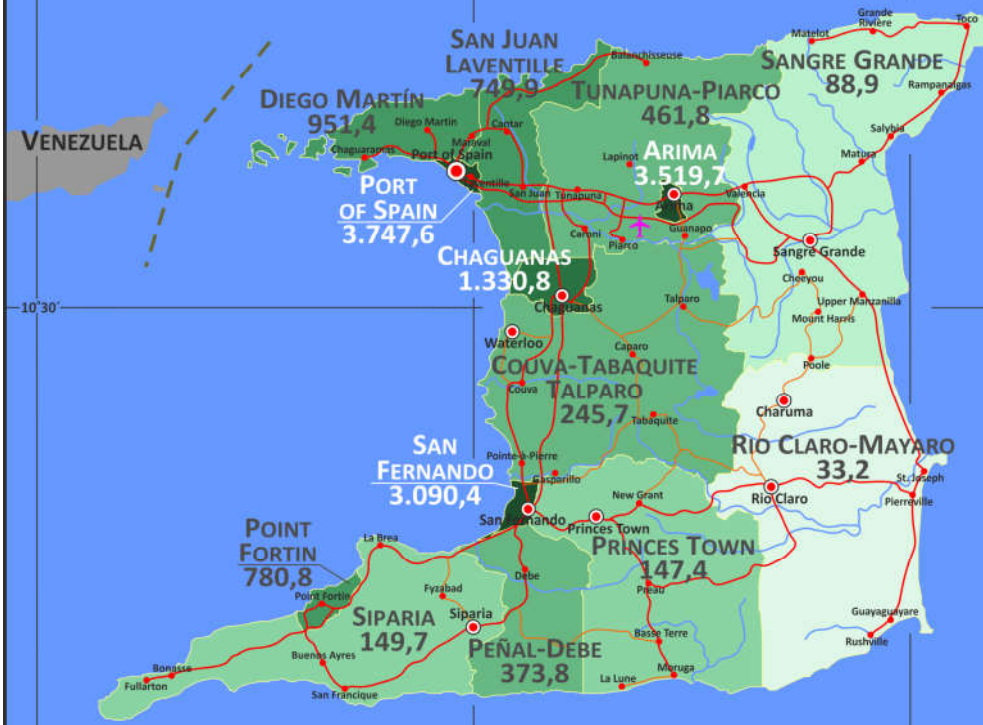 Matelot
Grande
Rivière
Toco
SAN JUAN
LAVENTILLE
749,9
Balanchisseuse
SANGRE GRANDE
88,9
TUNAPUNA-PIARCO
461,8
Rampanalgas
DIEGO MARTÍN
951,4
Diego Martin
Cantar
Maraval
Salybia
VENEZUELA
Chaguaramas
Port of Spain
Lapinot
ARIMA
3.519,7
Matura
PORT
OF SPAIN
3.747,6
San Juan
Tunapuna
Arima
Valencia
Caroni
Piarco
Guanapo
Sangre Grande
CHAGUANAS
1.330,8
Cheeyou
10°30'
Chaguanas
Talparo
Upper Manzanilla
Mount Harris
Waterloo
Caparo
Poole
COUVA-TABAQUITE
TALPARO
245,7
Couva
Charuma
Tabaquite
SAN
FERNANDO
3.090,4
Pointe-à-Pierre
Gasparillo
RIO CLARO-MAYARO
33,2
St. Joseph
Rio Claro
Pierreville
New Grant
San Fernando
Princes Town
POINT
FORTIN
780,8
La Brea
PRINCES TOWN
147,4
Debe
Preau
Fyzabad
Point Fortin
SIPARIA
149,7
Siparia
Guayaguayare
Rushville
PEÑAL-DEBE
373,8
Basse Terre
Buenos Ayres
Bonasse
Fullarton
San Francique
La Lune
Moruga